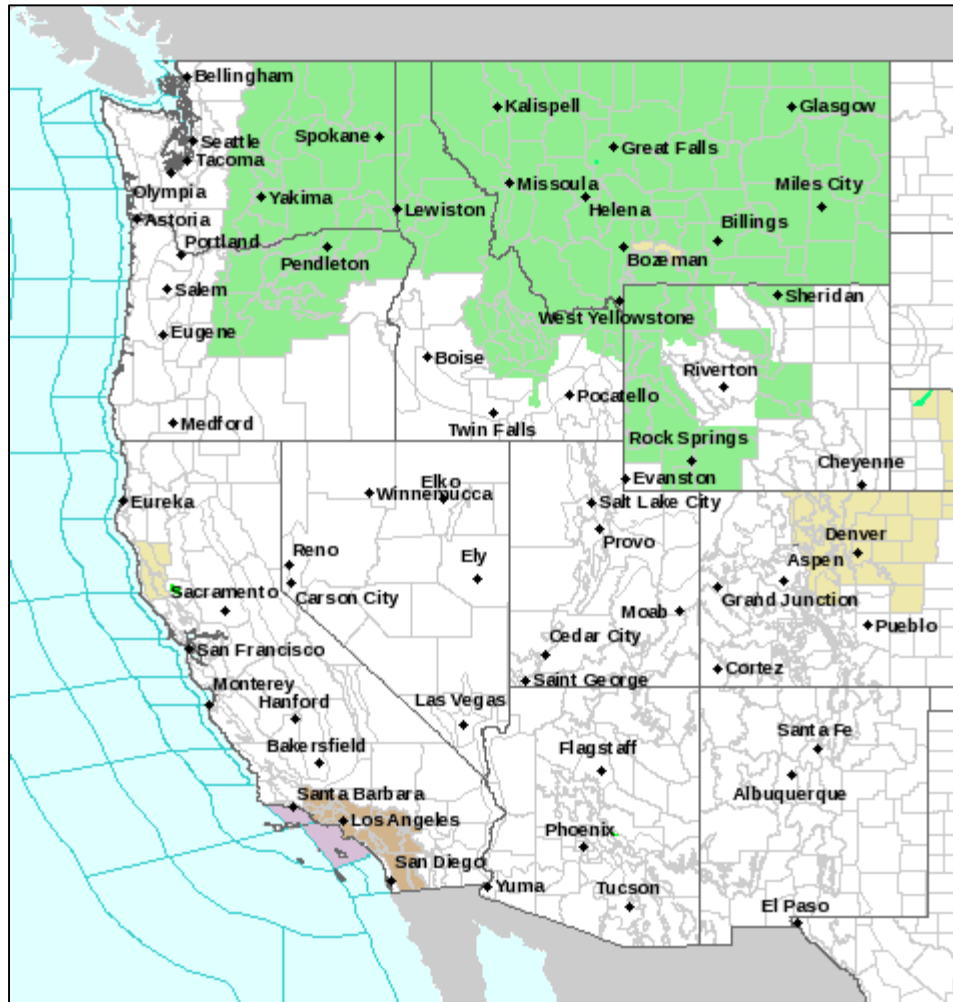 Bellingham
Kalispell
Glasgow
Spokane
Seattle
Great Falls
Tacoma
Missoula
Miles City
Olympia
Yakima
Helena
Lewiston
Astoria
Billings
Portland
Bozeman
Pendleton
Salem
Sheridan
West Yellowstone
Eugene
Boise
Riverton
Pocatello
Medford
Twin Falls
Rock Springs
Cheyenne
Evanston
Elko
Winnemucca
Eureka
Salt Lake City
Denver
Provo
Reno
Ely
Aspen
Sacramento
Carson City
Grand Junction
Moab
Pueblo
Cedar City
San Francisco
Cortez
Saint George
Monterey
Hanford
Las Vegas
Santa Fe
Bakersfield
Flagstaff
Albuquerque
Santa Barbara
Los Angeles
Phoenix
San Diego
Yuma
Tucson
El Paso